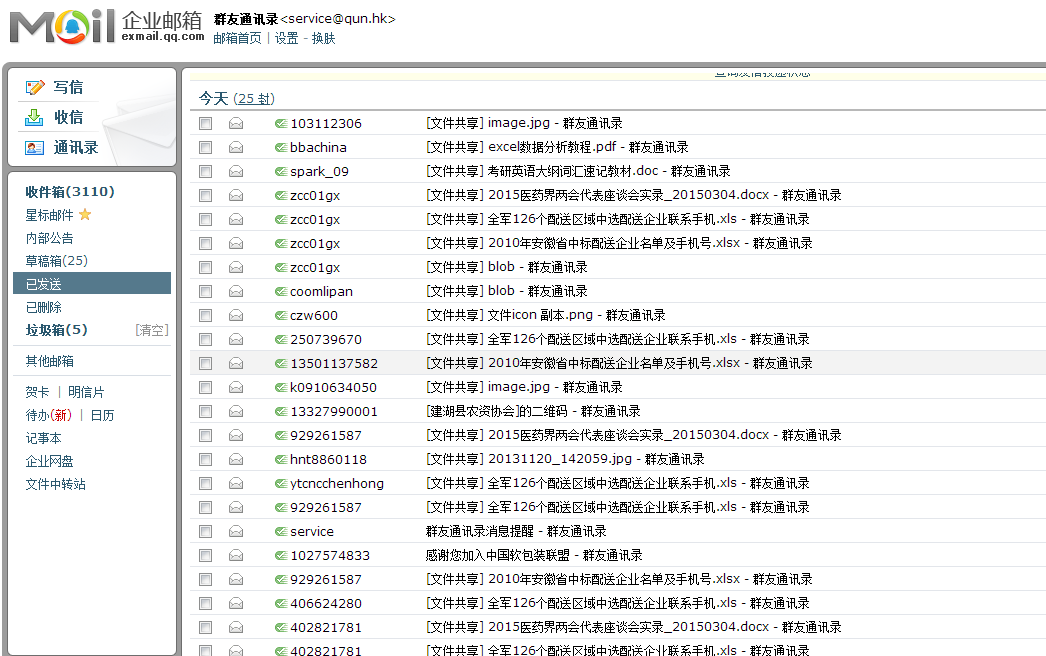 Mail 企业邮箱 exmail.qq.com
群友通讯录<service@qun.hk>
邮箱首页 | 设置 - 换肤
写信
收信
通讯录
收件箱(3110)
星标邮件
内部公告
草稿箱(25)
已发送
已删除
垃圾箱(5) [清空]
其他邮箱
贺卡 | 明信片
待办(新) | 日历
记事本
企业网盘
文件中转站
查询发信投递状态
今天 (25 封)
103112306 [文件共享] image.jpg - 群友通讯录
bbachina [文件共享] excel数据分析教程.pdf - 群友通讯录
spark_09 [文件共享] 考研英语大纲词汇速记教材.doc - 群友通讯录
zcc01gx [文件共享] 2015医药界两会代表座谈会实录_20150304.docx - 群友通讯录
zcc01gx [文件共享] 全军126个配送区域中选配送企业联系手机.xls - 群友通讯录
zcc01gx [文件共享] 2010年安徽省中标配送企业名单及手机号.xlsx - 群友通讯录
zcc01gx [文件共享] blob - 群友通讯录
coomlipan [文件共享] blob - 群友通讯录
czw600 [文件共享] 文件icon 副本.png - 群友通讯录
250739670 [文件共享] 全军126个配送区域中选配送企业联系手机.xls - 群友通讯录
13501137582 [文件共享] 2010年安徽省中标配送企业名单及手机号.xlsx - 群友通讯录
k0910634050 [文件共享] image.jpg - 群友通讯录
13327990001 [建湖县农资协会]的二维码 - 群友通讯录
929261587 [文件共享] 2015医药界两会代表座谈会实录_20150304.docx - 群友通讯录
hnt8860118 [文件共享] 20131120_142059.jpg - 群友通讯录
ytcncchenhong [文件共享] 全军126个配送区域中选配送企业联系手机.xls - 群友通讯录
929261587 [文件共享] 全军126个配送区域中选配送企业联系手机.xls - 群友通讯录
service 群友通讯录消息提醒 - 群友通讯录
1027574833 感谢您加入中国软包装联盟 - 群友通讯录
929261587 [文件共享] 2010年安徽省中标配送企业名单及手机号.xlsx - 群友通讯录
406624280 [文件共享] 全军126个配送区域中选配送企业联系手机.xls - 群友通讯录
402821781 [文件共享] 2015医药界两会代表座谈会实录_20150304.docx - 群友通讯录
402821781 [文件共享] 全军126个配送区域中选配送企业联系手机.xls - 群友通讯录